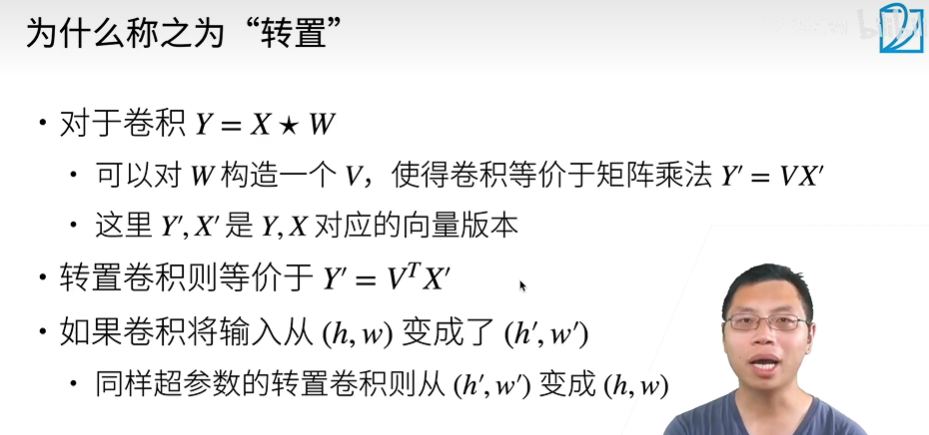 为什么称之为“转置”
• 对于卷积 Y = X ★ W
• 可以对 W 构造一个 V，使得卷积等价于矩阵乘法 Y′ = VX′
• 这里 Y′, X′ 是 Y, X 对应的向量版本
• 转置卷积则等价于 Y′ = VᵀX′
• 如果卷积将输入从 (h, w) 变成了 (h′, w′)
• 同样超参数的转置卷积则从 (h′, w′) 变成 (h, w)